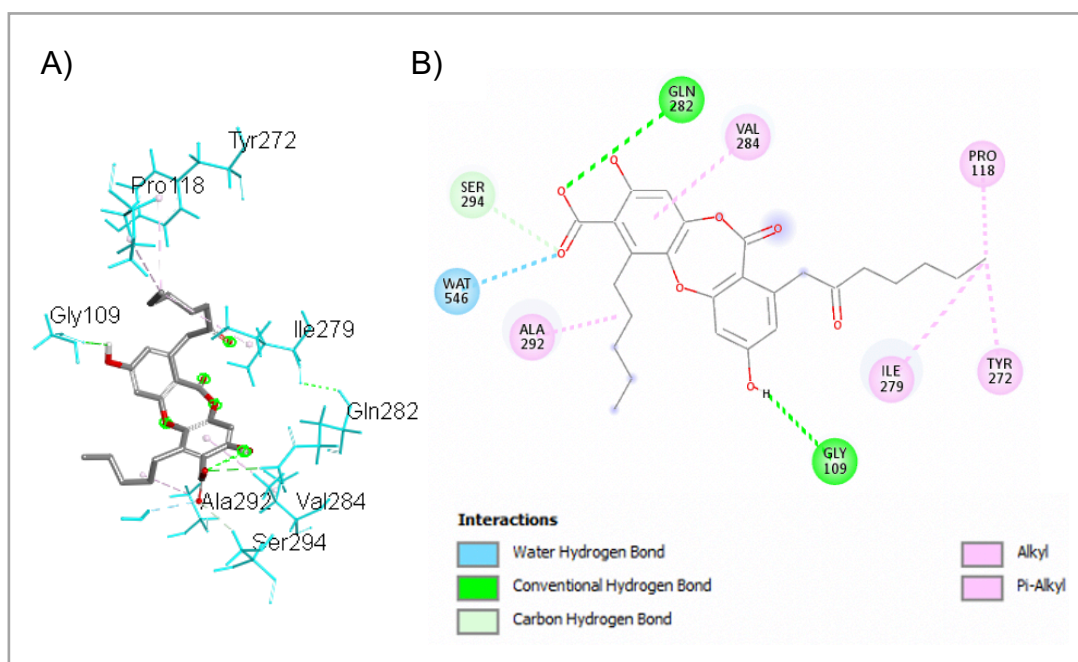 A)
Tyr272
Pro118
Gly109
Ile279
Gln282
Ala292 Val284
Ser294
B)
GLN
282
VAL
284
PRO
118
SER
294
WAT
546
ALA
292
ILE
279
TYR
272
GLY
109
O
O
O
O
O
O
O
O
O
H
Interactions
Water Hydrogen Bond
Conventional Hydrogen Bond
Carbon Hydrogen Bond
Alkyl
Pi-Alkyl